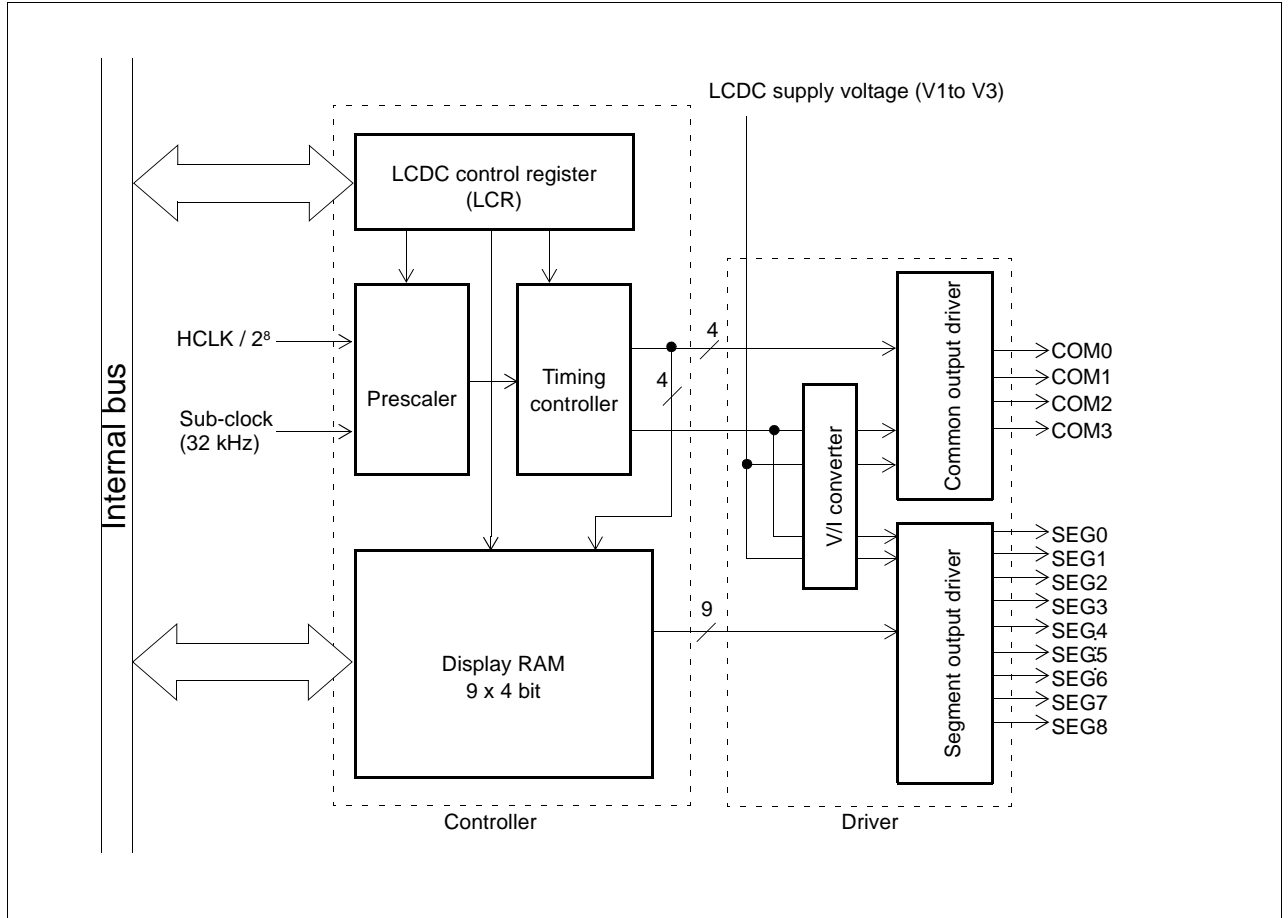 LCDC supply voltage (V1to V3)
LCDC control register
(LCR)
Internal bus
HCLK / 2⁸
Sub-clock
(32 kHz)
Prescaler
Timing
controller
4
4
V/I converter
Common output driver
COM0
COM1
COM2
COM3
Display RAM
9 x 4 bit
9
Segment output driver
SEG0
SEG1
SEG2
SEG3
SEG4
SEG5
SEG6
SEG7
SEG8
Controller
Driver